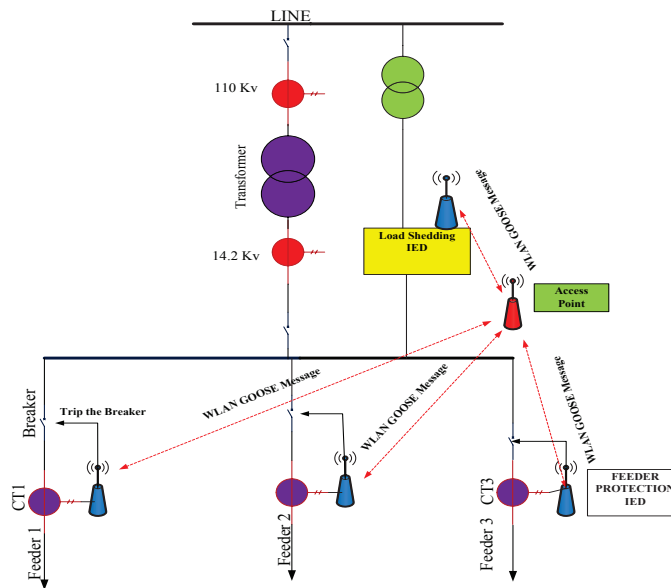 LINE
110 Kv
Transformer
14.2 Kv
Load Shedding
IED
WLAN GOOSE Message
Access
Point
WLAN GOOSE Message
WLAN GOOSE Message
WLAN GOOSE Message
Breaker
Trip the Breaker
CT1
CT3
FEEDER
PROTECTION
IED
Feeder 1
Feeder 2
Feeder 3